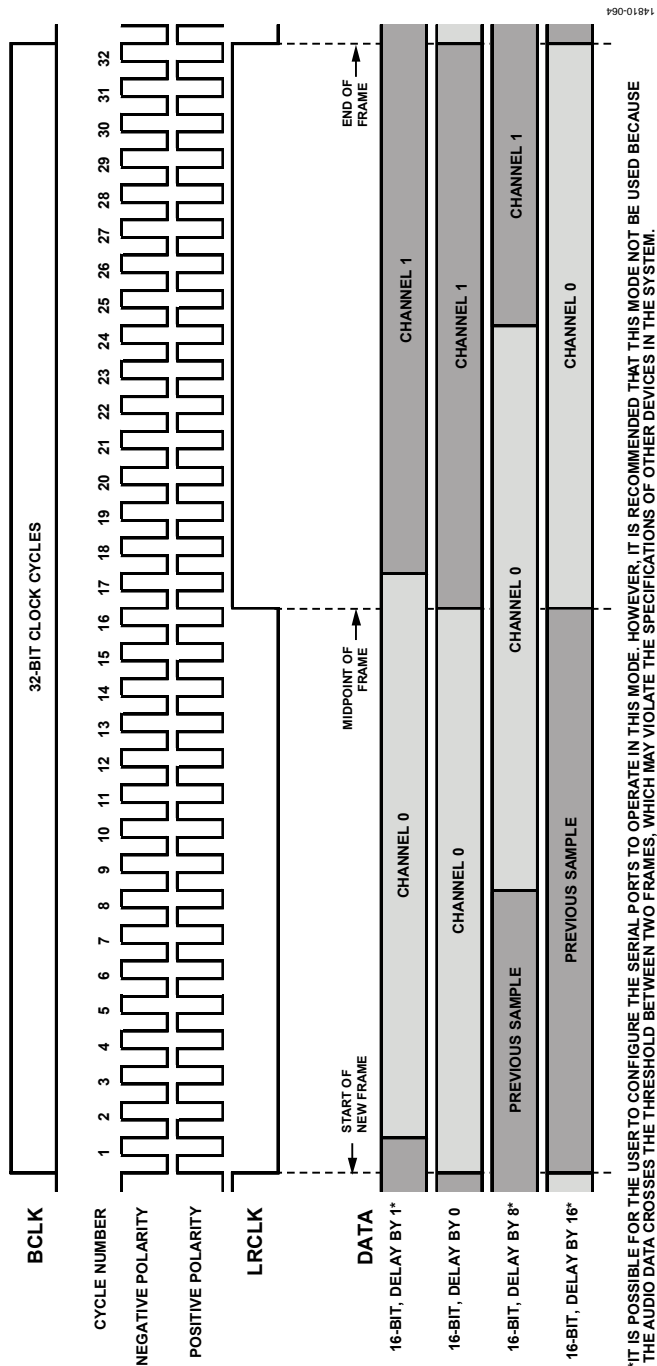 BCLK
32-BIT CLOCK CYCLES
CYCLE NUMBER
1 2 3 4 5 6 7 8 9 10 11 12 13 14 15 16 17 18 19 20 21 22 23 24 25 26 27 28 29 30 31 32
NEGATIVE POLARITY
POSITIVE POLARITY
LRCLK
START OF
NEW FRAME
MIDPOINT OF
FRAME
END OF
FRAME
DATA
16-BIT, DELAY BY 1*
CHANNEL 0
CHANNEL 1
16-BIT, DELAY BY 0
CHANNEL 0
CHANNEL 1
16-BIT, DELAY BY 8*
PREVIOUS SAMPLE
CHANNEL 0
CHANNEL 1
16-BIT, DELAY BY 16*
PREVIOUS SAMPLE
CHANNEL 0
*IT IS POSSIBLE FOR THE USER TO CONFIGURE THE SERIAL PORTS TO OPERATE IN THIS MODE. HOWEVER, IT IS RECOMMENDED THAT THIS MODE NOT BE USED BECAUSE
THE AUDIO DATA CROSSES THE THRESHOLD BETWEEN TWO FRAMES, WHICH MAY VIOLATE THE SPECIFICATIONS OF OTHER DEVICES IN THE SYSTEM.
14810-064